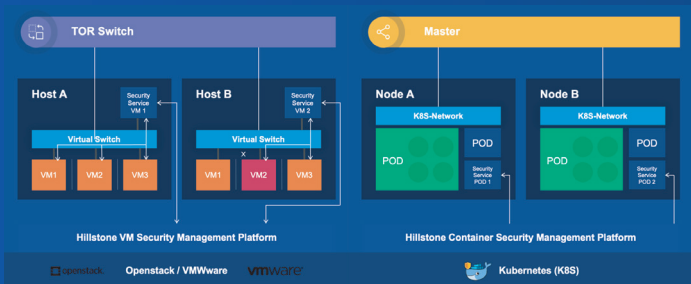 TOR Switch
Host A
Security
Service
VM 1
Virtual Switch
VM1
VM2
VM3
Host B
Security
Service
VM 2
Virtual Switch
X
VM1
VM2
VM3
Hillstone VM Security Management Platform
openstack.
Openstack / VMWware
vmware
Master
Node A
K8S-Network
POD
POD
Security
Service
POD 1
Node B
K8S-Network
POD
POD
Security
Service
POD 2
Hillstone Container Security Management Platform
Kubernetes (K8S)